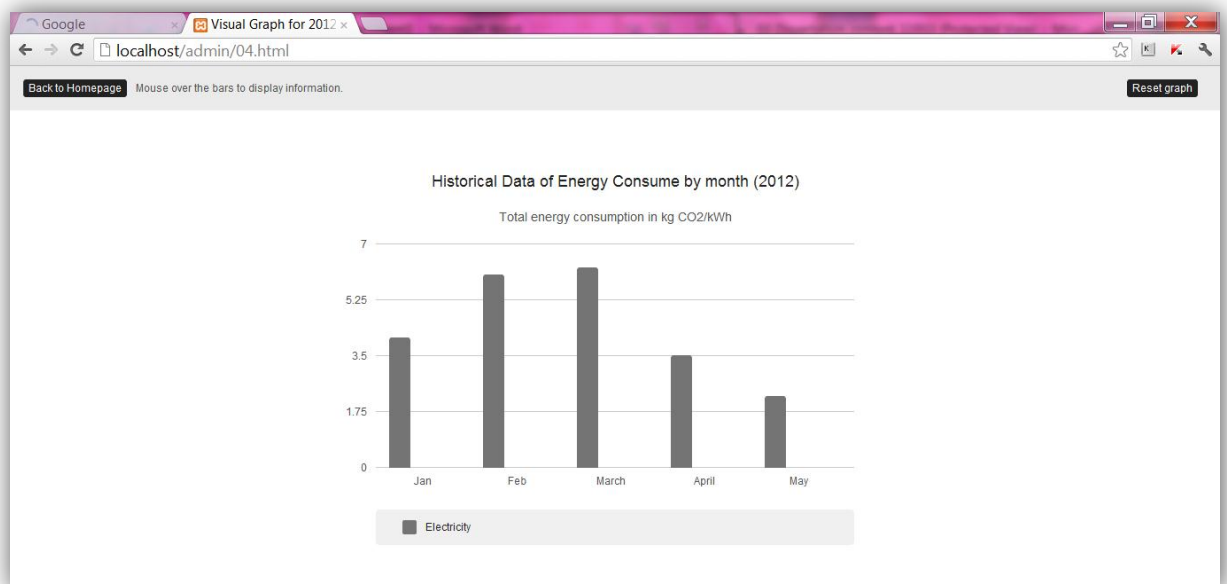 Google × Visual Graph for 2012 ×
localhost/admin/04.html
Back to Homepage Mouse over the bars to display information. Reset graph
Historical Data of Energy Consume by month (2012)
Total energy consumption in kg CO2/kWh
7
5.25
3.5
1.75
0
Jan Feb March April May
Electricity